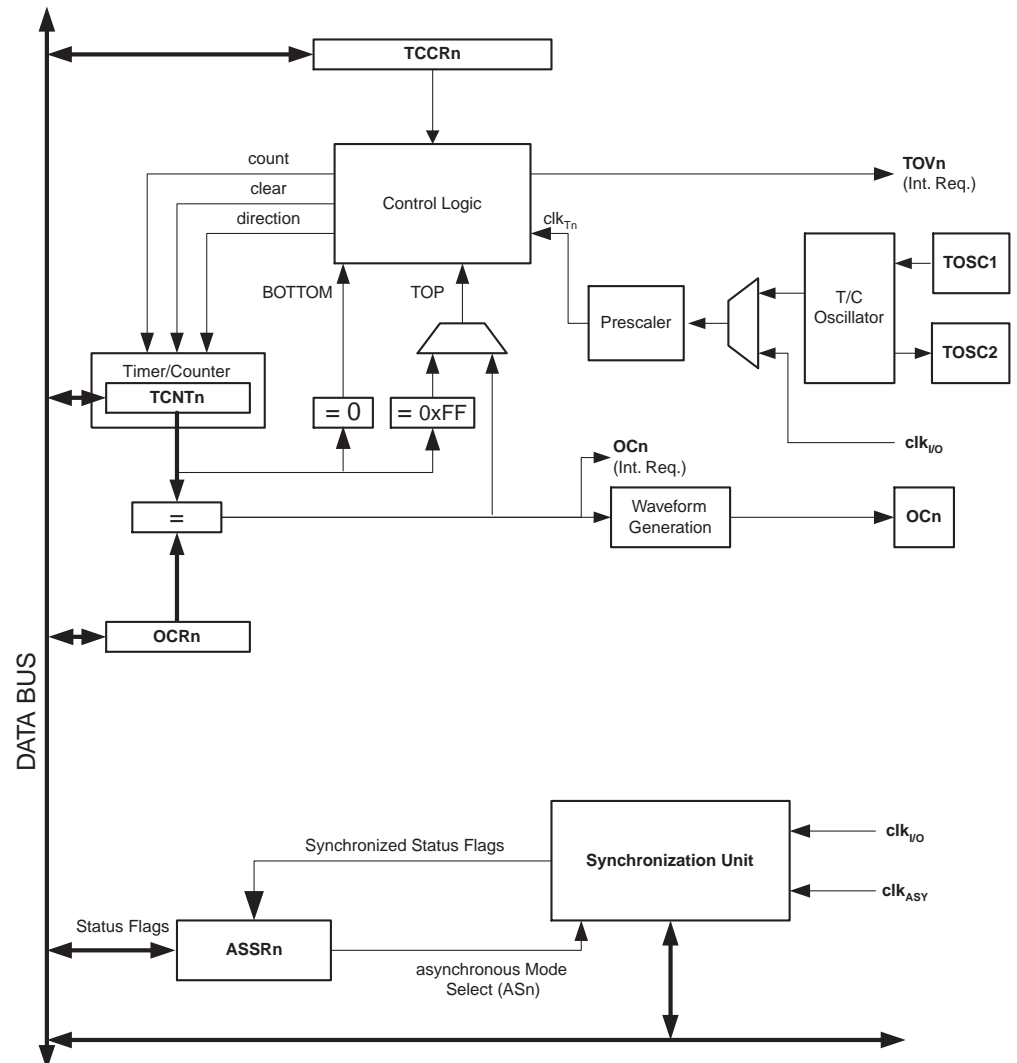 TCCRn
count
clear
direction
Control Logic
TOVn
(Int. Req.)
clkTn
BOTTOM
TOP
TOSC1
T/C
Oscillator
TOSC2
Prescaler
Timer/Counter
TCNTn
= 0
= 0xFF
clkI/O
OCn
(Int. Req.)
=
Waveform
Generation
OCn
OCRn
DATA BUS
Synchronized Status Flags
Synchronization Unit
clkI/O
clkASY
Status Flags
ASSRn
asynchronous Mode
Select (ASn)